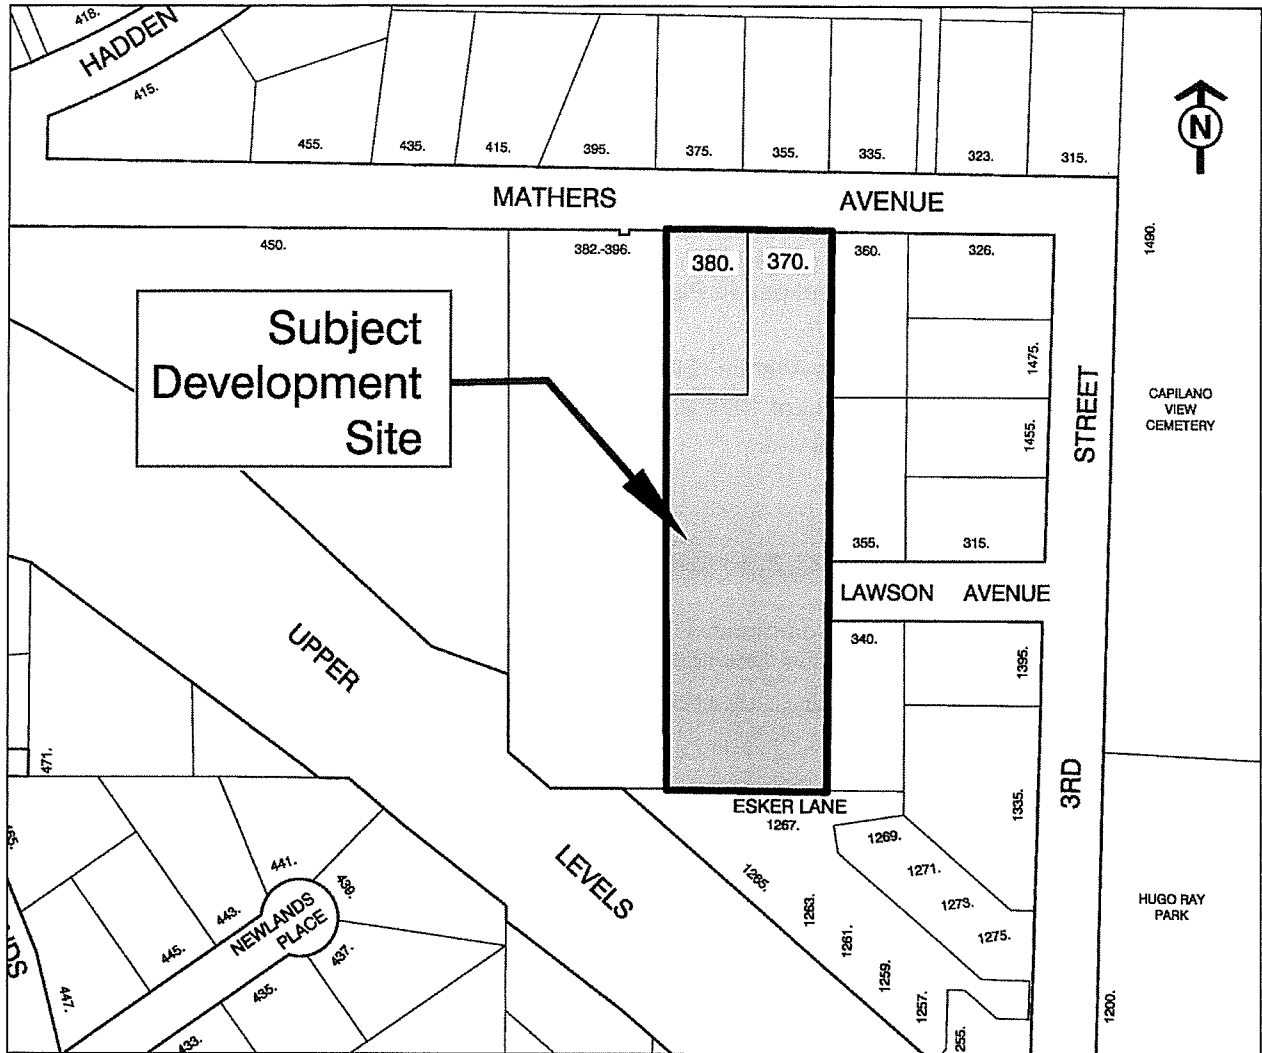 418.
HADDEN
415.
455.
435.
415.
395.
375.
355.
335.
323.
315.
N
MATHERS AVENUE
450.
382.-396.
380.
370.
360.
326.
1490.
Subject
Development
Site
1475.
1455.
STREET
CAPILANO
VIEW
CEMETERY
355.
315.
LAWSON AVENUE
UPPER
340.
1395.
471.
3RD
1335.
ESKER LANE
1267.
1269.
1271.
1273.
1275.
LEVELS
1265.
1263.
1261.
1259.
1257.
1200.
HUGO RAY
PARK
441.
439.
443.
NEWLANDS
PLACE
445.
437.
435.
447.
433.